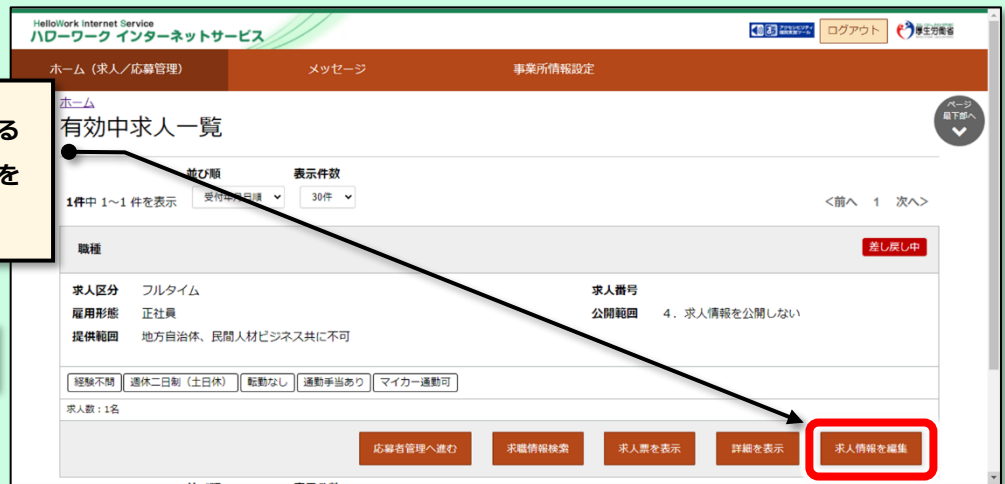 HelloWork Internet Service
ハローワーク インターネットサービス
ログアウト
厚生労働省
ホーム（求人／応募管理）　メッセージ　事業所情報設定
ホーム
ページ
最下部へ
有効中求人一覧
る
を
並び順　表示件数
1件中 1～1 件を表示　受付年月日順　30件　<前へ　1　次へ>
職種　差し戻し中
求人区分　フルタイム　求人番号
雇用形態　正社員　公開範囲　4．求人情報を公開しない
提供範囲　地方自治体、民間人材ビジネス共に不可
経験不問　週休二日制（土日休）　転勤なし　通勤手当あり　マイカー通勤可
求人数：1名
応募者管理へ進む　求職情報検索　求人票を表示　詳細を表示　求人情報を編集